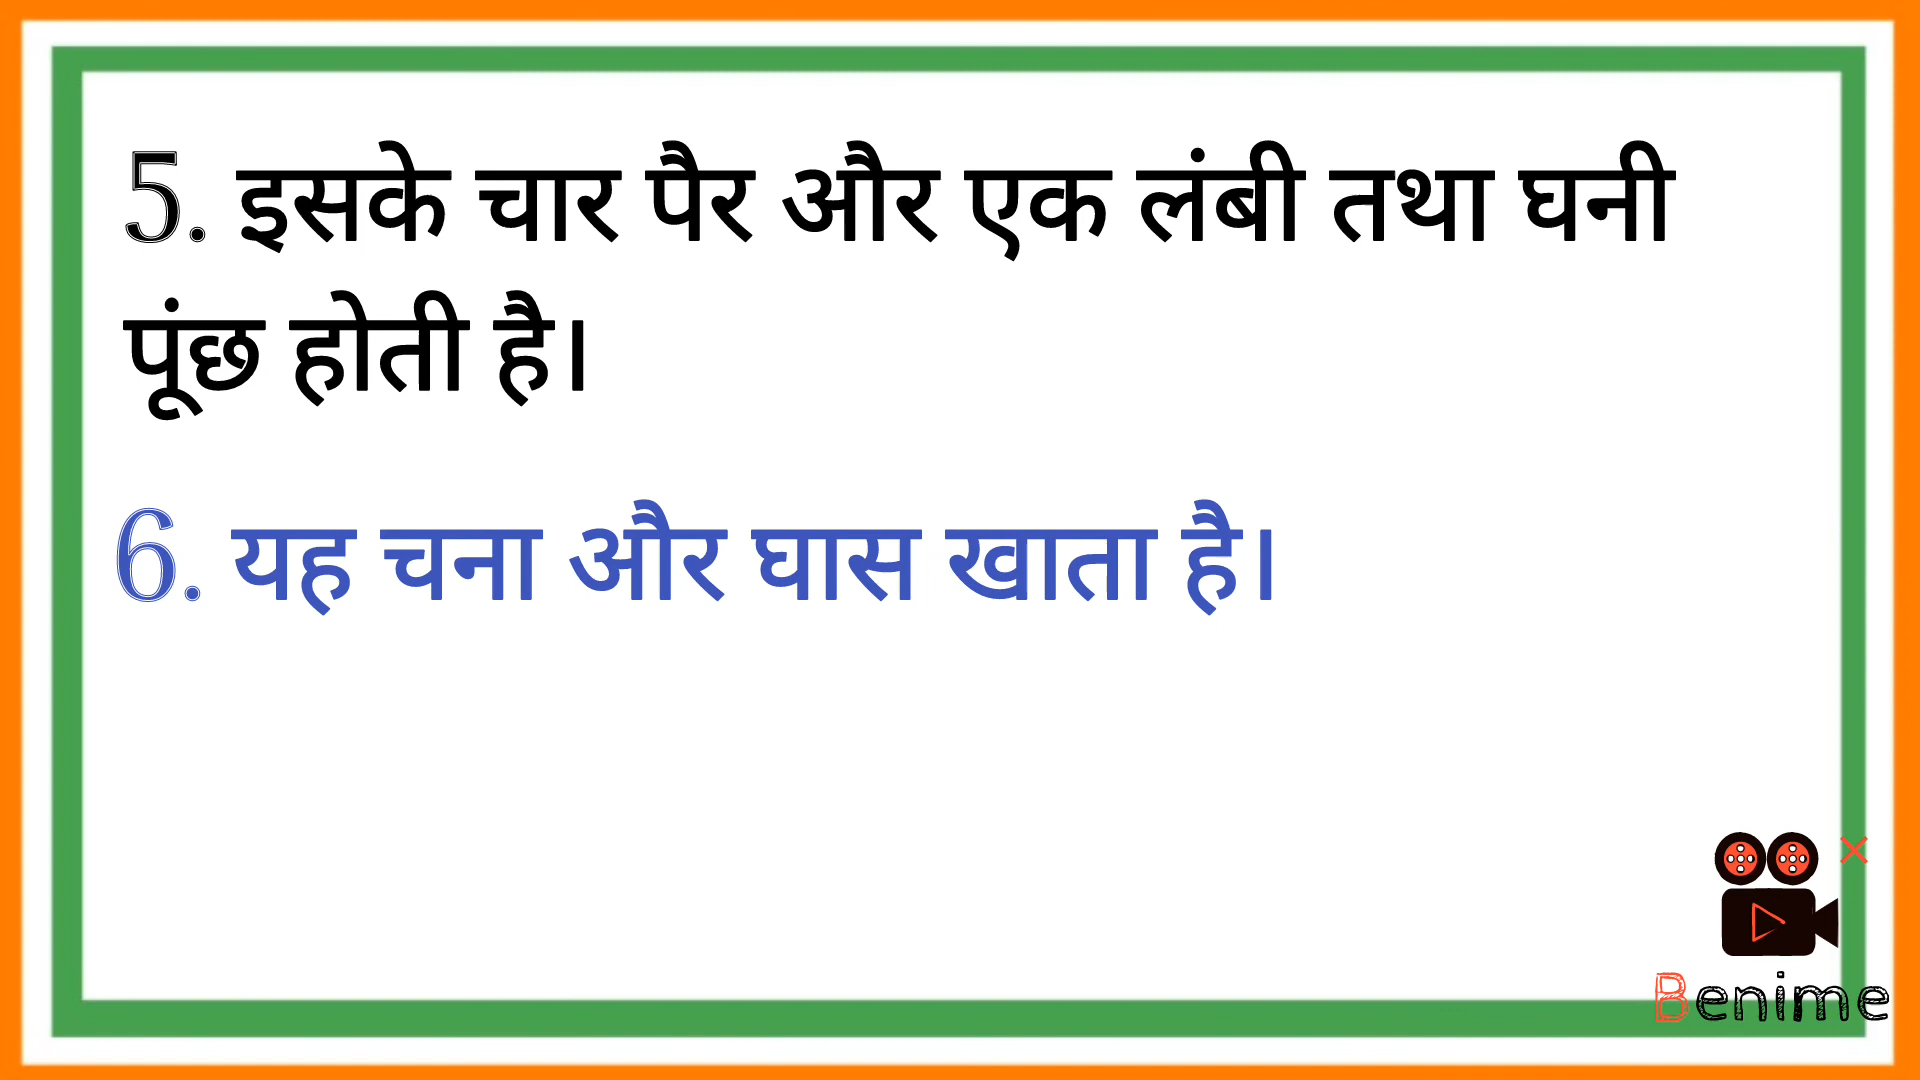 5. इसके चार पैर और एक लंबी तथा घनी
पूंछ होती है।
6. यह चना और घास खाता है।
Benime